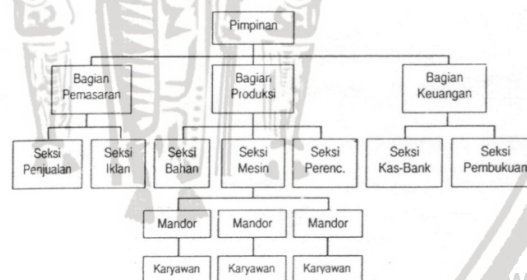 Pimpinan
Bagian
Pemasaran
Bagian
Produksi
Bagian
Keuangan
Seksi
Penjualan
Seksi
Iklan
Seksi
Bahan
Seksi
Mesin
Seksi
Perenc.
Seksi
Kas-Bank
Seksi
Pembukuan
Mandor
Mandor
Mandor
Karyawan
Karyawan
Karyawan